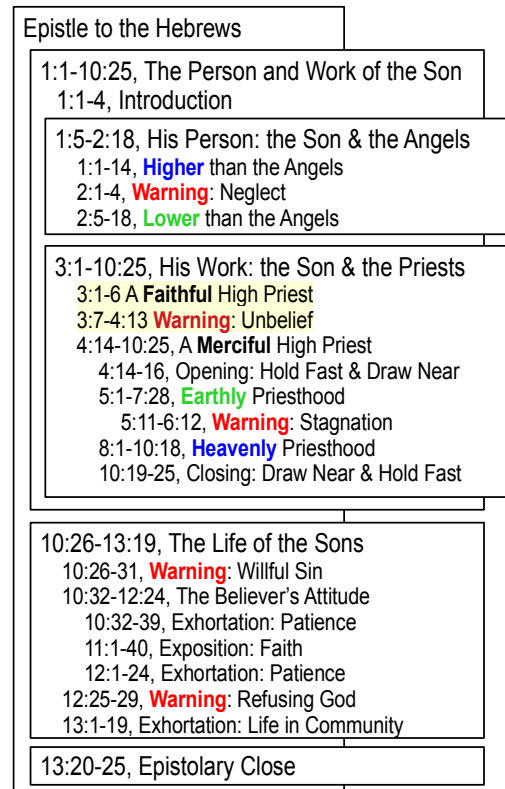 Epistle to the Hebrews
1:1-10:25, The Person and Work of the Son
1:1-4, Introduction
1:5-2:18, His Person: the Son & the Angels
1:1-14, Higher than the Angels
2:1-4, Warning: Neglect
2:5-18, Lower than the Angels
3:1-10:25, His Work: the Son & the Priests
3:1-6 A Faithful High Priest
3:7-4:13 Warning: Unbelief
4:14-10:25, A Merciful High Priest
4:14-16, Opening: Hold Fast & Draw Near
5:1-7:28, Earthly Priesthood
5:11-6:12, Warning: Stagnation
8:1-10:18, Heavenly Priesthood
10:19-25, Closing: Draw Near & Hold Fast
10:26-13:19, The Life of the Sons
10:26-31, Warning: Willful Sin
10:32-12:24, The Believer's Attitude
10:32-39, Exhortation: Patience
11:1-40, Exposition: Faith
12:1-24, Exhortation: Patience
12:25-29, Warning: Refusing God
13:1-19, Exhortation: Life in Community
13:20-25, Epistolary Close